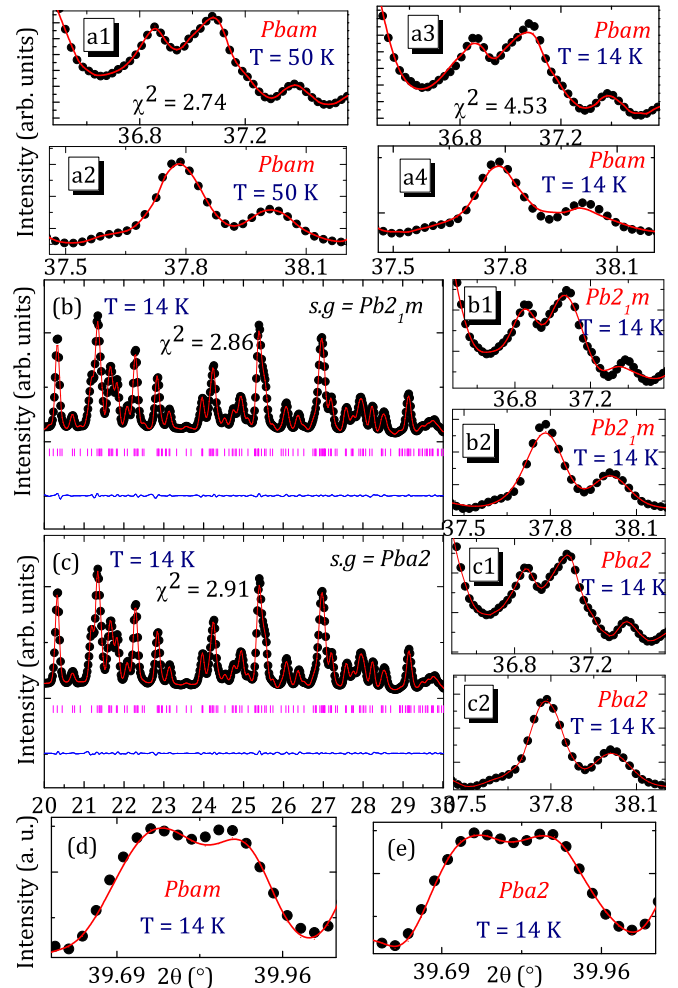 Intensity (arb. units)
a1
Pbam
T = 50 K
χ² = 2.74
36.8 37.2
a3
Pbam
T = 14 K
χ² = 4.53
36.8 37.2
a2
Pbam
T = 50 K
37.5 37.8 38.1
a4
Pbam
T = 14 K
37.5 37.8 38.1
Intensity (arb. units)
(b)
T = 14 K
s.g = Pb2₁m
χ² = 2.86
b1
Pb2₁m
T = 14 K
36.8 37.2
b2
Pb2₁m
T = 14 K
37.5 37.8 38.1
Intensity (arb. units)
(c)
T = 14 K
s.g = Pba2
χ² = 2.91
20 21 22 23 24 25 26 27 28 29 30
c1
Pba2
T = 14 K
36.8 37.2
c2
Pba2
T = 14 K
37.5 37.8 38.1
Intensity (a. u.)
(d)
Pbam
T = 14 K
39.69 39.96
2θ (°)
(e)
Pba2
T = 14 K
39.69 39.96
2θ (°)